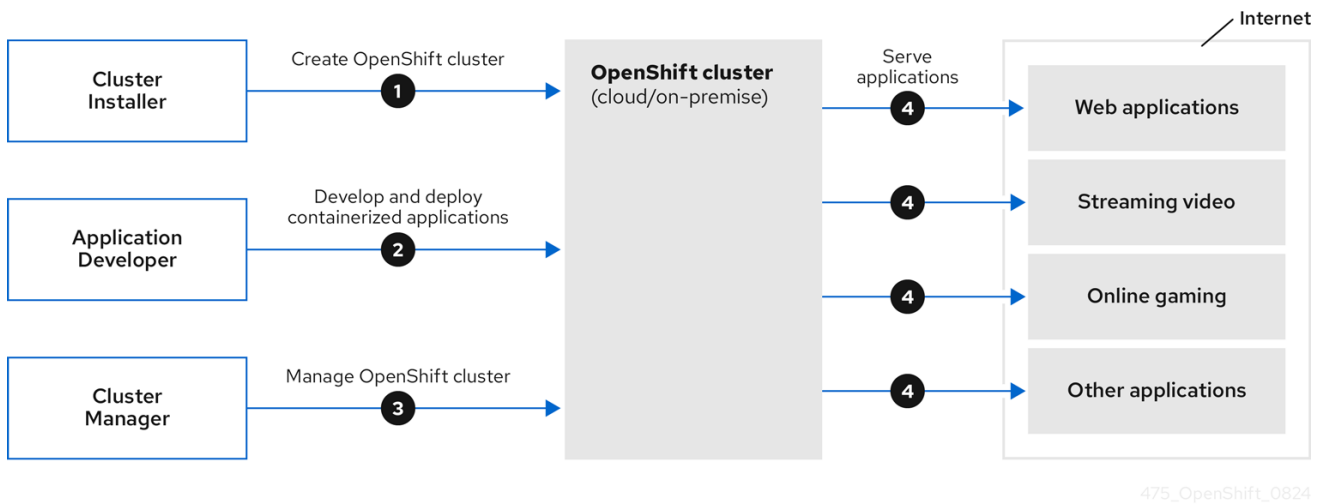 Internet
Cluster
Installer
Create OpenShift cluster
1
OpenShift cluster
(cloud/on-premise)
Serve
applications
4
Web applications
Application
Developer
Develop and deploy
containerized applications
2
4
Streaming video
4
Online gaming
Cluster
Manager
Manage OpenShift cluster
3
4
Other applications
475_OpenShift_0824